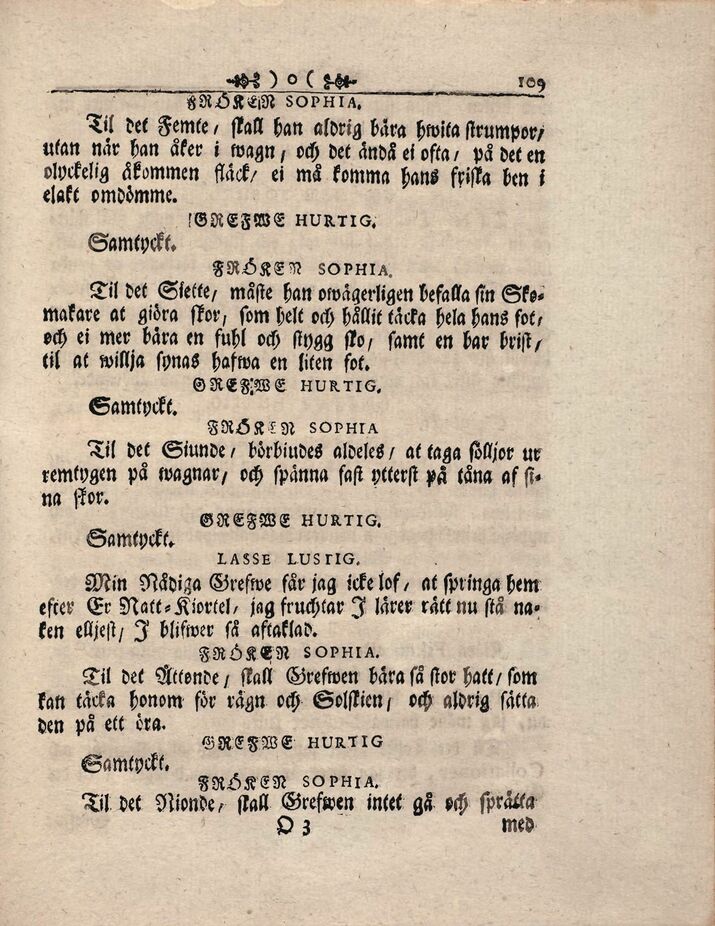 ) o ( 109
FRÖKEN SOPHIA.
Til det Femte/ skall han aldrig bära hwita strumpor/
utan när han åker i wagn/ och det ändå ei ofta/ på det en
olyckelig åkommen fläck/ ei må komma hans friska ben i
elakt omdömme.
GREFWE HURTIG.
Samtyckt.
FRÖKEN SOPHIA.
Til det Siette/ måste han owägerligen befalla sin Sko-
makare at giöra skor/ som helt och hållit täcka hela hans fot/
och ei mer bära en fuhl och stygg sko/ samt en bar brist/
til at willja synas hafwa en liten fot.
GREFWE HURTIG.
Samtyckt.
FRÖKEN SOPHIA
Til det Siunde/ börbiudes aldeles/ at taga sölljor ur
remtygen på wagnar/ och spänna fast ytterst på tåna af si-
na skor.
GREFWE HURTIG.
Samtyckt.
LASSE LUSTIG.
Min Nådiga Grefwe får jag icke lof/ at springa hem
efter Er Natt-Kiortel/ jag fruchtar I lärer rätt nu stå na-
ken elljest/ I blifwer så aftaklad.
FRÖKEN SOPHIA.
Til det Åttonde/ skall Grefwen bära så stor hatt/ som
kan täcka honom för rägn och Solskien/ och aldrig sätta
den på ett öra.
GREFWE HURTIG
Samtyckt.
FRÖKEN SOPHIA.
Til det Nionde/ skall Grefwen intet gå och sprätta
O 3 med